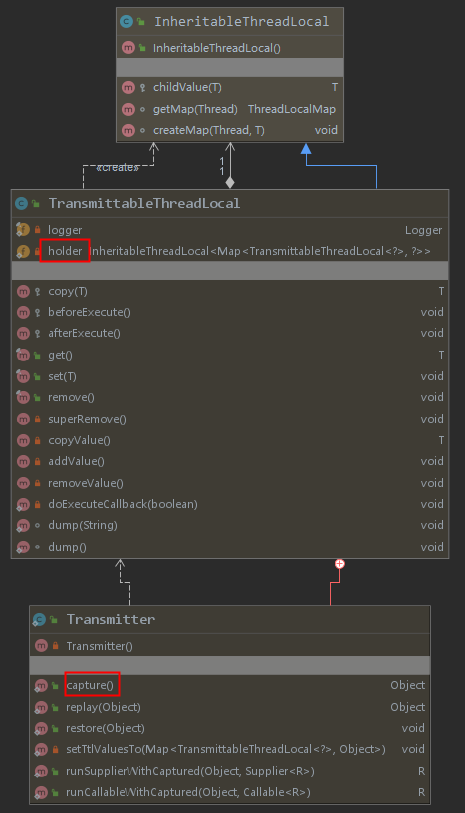 InheritableThreadLocal
InheritableThreadLocal()
childValue(T) T
getMap(Thread) ThreadLocalMap
createMap(Thread, T) void
«create»
1
1
TransmittableThreadLocal
logger Logger
holder InheritableThreadLocal<Map<TransmittableThreadLocal<?>, ?>>
copy(T) T
beforeExecute() void
afterExecute() void
get() T
set(T) void
remove() void
superRemove() void
copyValue() T
addValue() void
removeValue() void
doExecuteCallback(boolean) void
dump(String) void
dump() void
Transmitter
Transmitter()
capture() Object
replay(Object) Object
restore(Object) void
setTtlValuesTo(Map<TransmittableThreadLocal<?>, Object>) void
runSupplierWithCaptured(Object, Supplier<R>) R
runCallableWithCaptured(Object, Callable<R>) R